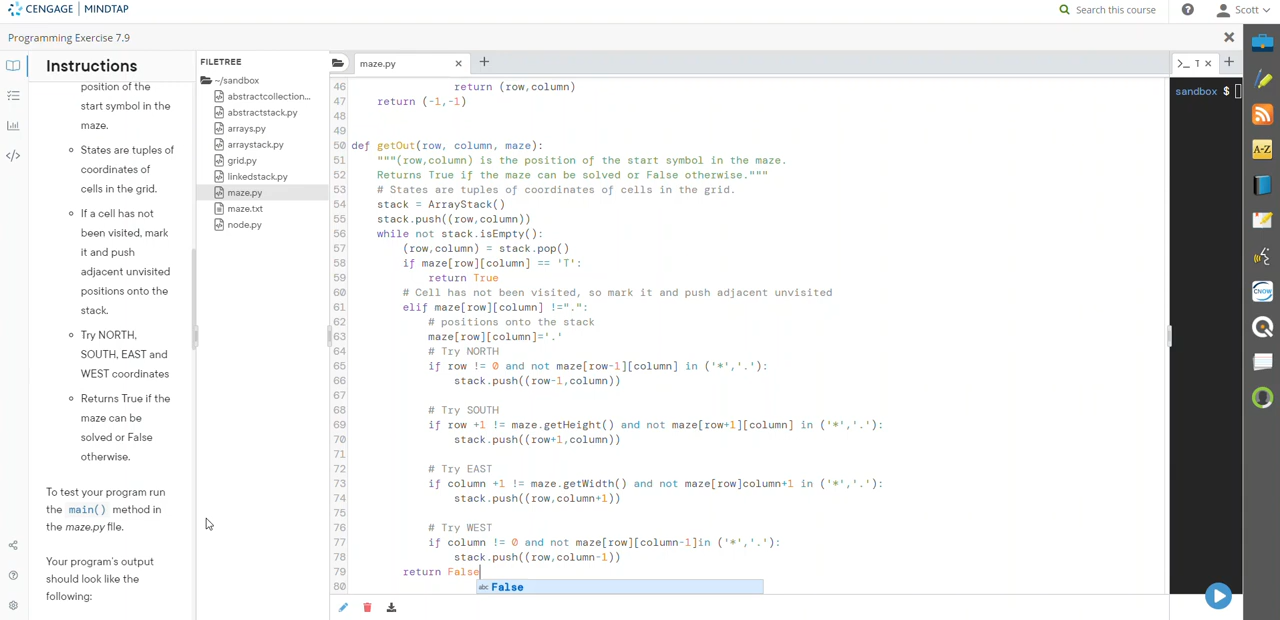 CENGAGE | MINDTAP
Search this course
Scott
Programming Exercise 7.9
Instructions
position of the
start symbol in the
maze.
States are tuples of
coordinates of
cells in the grid.
If a cell has not
been visited, mark
it and push
adjacent unvisited
positions onto the
stack.
Try NORTH,
SOUTH, EAST and
WEST coordinates
Returns True if the
maze can be
solved or False
otherwise.
To test your program run
the main() method in
the maze.py file.
Your program's output
should look like the
following:
FILETREE
~/sandbox
abstractcollection...
abstractstack.py
arrays.py
arraystack.py
grid.py
linkedstack.py
maze.py
maze.txt
node.py
maze.py
46 return (row,column)
47 return (-1,-1)
48
49
50 def getOut(row, column, maze):
51 """(row,column) is the position of the start symbol in the maze.
52 Returns True if the maze can be solved or False otherwise."""
53 # States are tuples of coordinates of cells in the grid.
54 stack = ArrayStack()
55 stack.push((row,column))
56 while not stack.isEmpty():
57 (row,column) = stack.pop()
58 if maze[row][column] == 'T':
59 return True
60 # Cell has not been visited, so mark it and push adjacent unvisited
61 elif maze[row][column] !=".":
62 # positions onto the stack
63 maze[row][column]='.'
64 # Try NORTH
65 if row != 0 and not maze[row-1][column] in ('*','.'):
66 stack.push((row-1,column))
67
68 # Try SOUTH
69 if row +1 != maze.getHeight() and not maze[row+1][column] in ('*','.'):
70 stack.push((row+1,column))
71
72 # Try EAST
73 if column +1 != maze.getWidth() and not maze[row]column+1 in ('*','.'):
74 stack.push((row,column+1))
75
76 # Try WEST
77 if column != 0 and not maze[row][column-1]in ('*','.'):
78 stack.push((row,column-1))
79 return False
80
abc False
>_ T
sandbox $
A-Z
CNOW